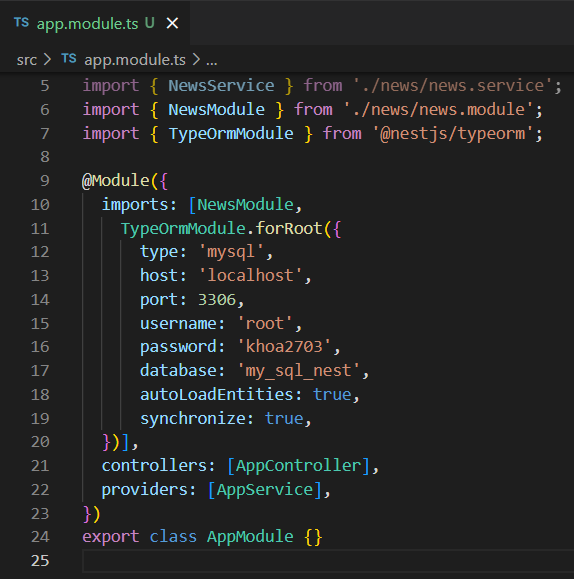 TS app.module.ts U ×
src > TS app.module.ts > ...
5 import { NewsService } from './news/news.service';
6 import { NewsModule } from './news/news.module';
7 import { TypeOrmModule } from '@nestjs/typeorm';
8
9 @Module({
10   imports: [NewsModule,
11     TypeOrmModule.forRoot({
12       type: 'mysql',
13       host: 'localhost',
14       port: 3306,
15       username: 'root',
16       password: 'khoa2703',
17       database: 'my_sql_nest',
18       autoLoadEntities: true,
19       synchronize: true,
20   })],
21   controllers: [AppController],
22   providers: [AppService],
23 })
24 export class AppModule {}
25